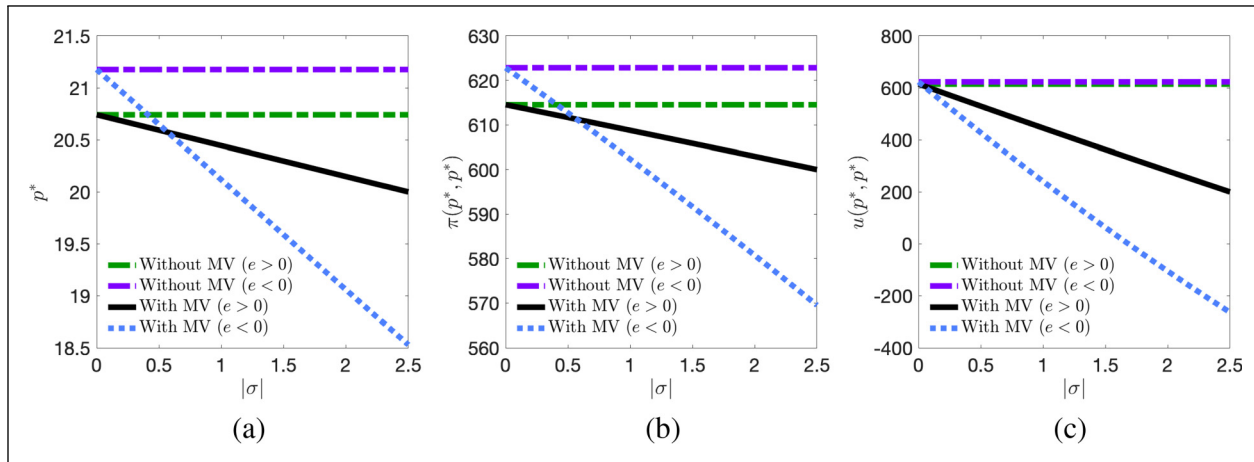 21.5
21
20.5
20
19.5
19
18.5
p*
0 0.5 1 1.5 2 2.5
|σ|
Without MV (e > 0)
Without MV (e < 0)
With MV (e > 0)
With MV (e < 0)
(a)
630
620
610
600
590
580
570
560
π(p*, p*)
0 0.5 1 1.5 2 2.5
|σ|
Without MV (e > 0)
Without MV (e < 0)
With MV (e > 0)
With MV (e < 0)
(b)
800
600
400
200
0
-200
-400
u(p*, p*)
0 0.5 1 1.5 2 2.5
|σ|
Without MV (e > 0)
Without MV (e < 0)
With MV (e > 0)
With MV (e < 0)
(c)